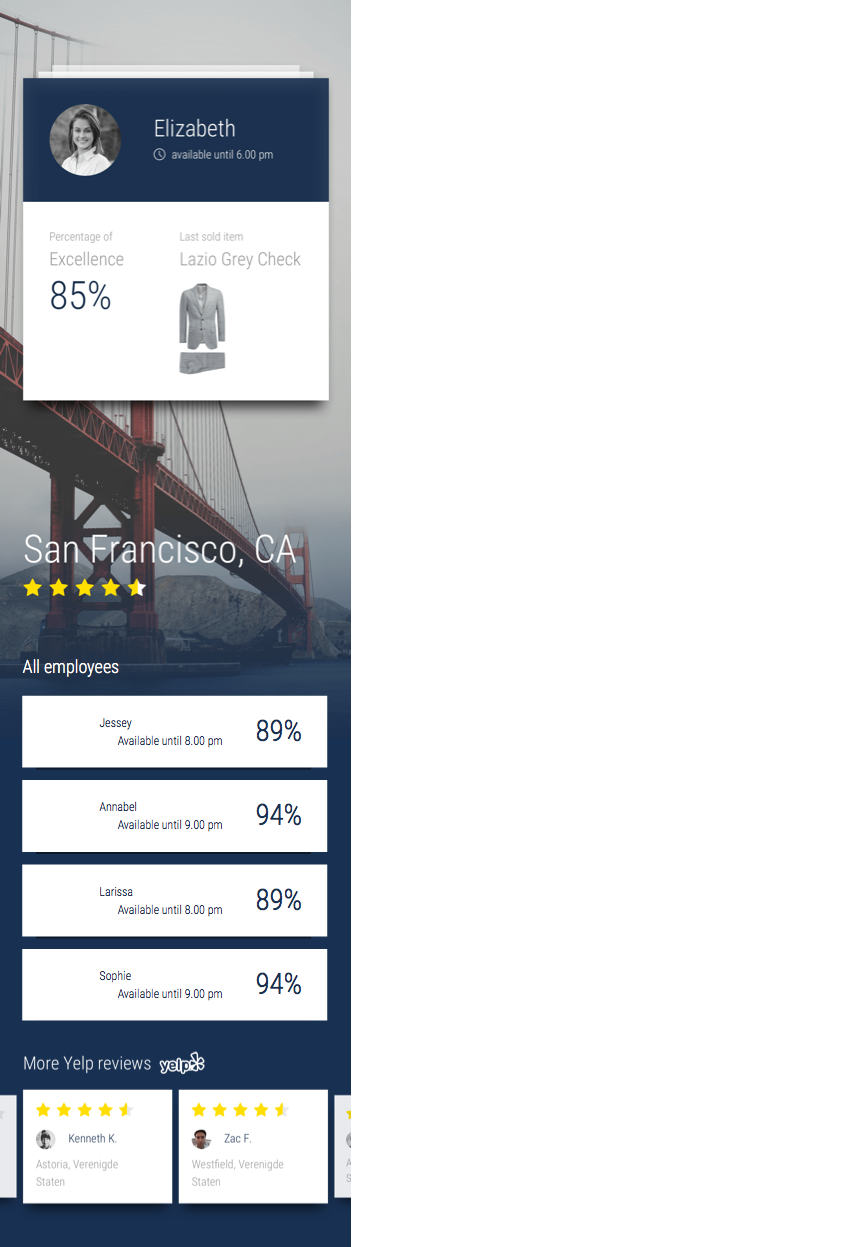 Elizabeth
available until 6.00 pm
Percentage of
Excellence
85%
Last sold item
Lazio Grey Check
San Francisco, CA
All employees
Jessey
Available until 8.00 pm
89%
Annabel
Available until 9.00 pm
94%
Larissa
Available until 8.00 pm
89%
Sophie
Available until 9.00 pm
94%
More Yelp reviews yelp
Kenneth K.
Astoria, Verenigde
Staten
Zac F.
Westfield, Verenigde
Staten
A
S